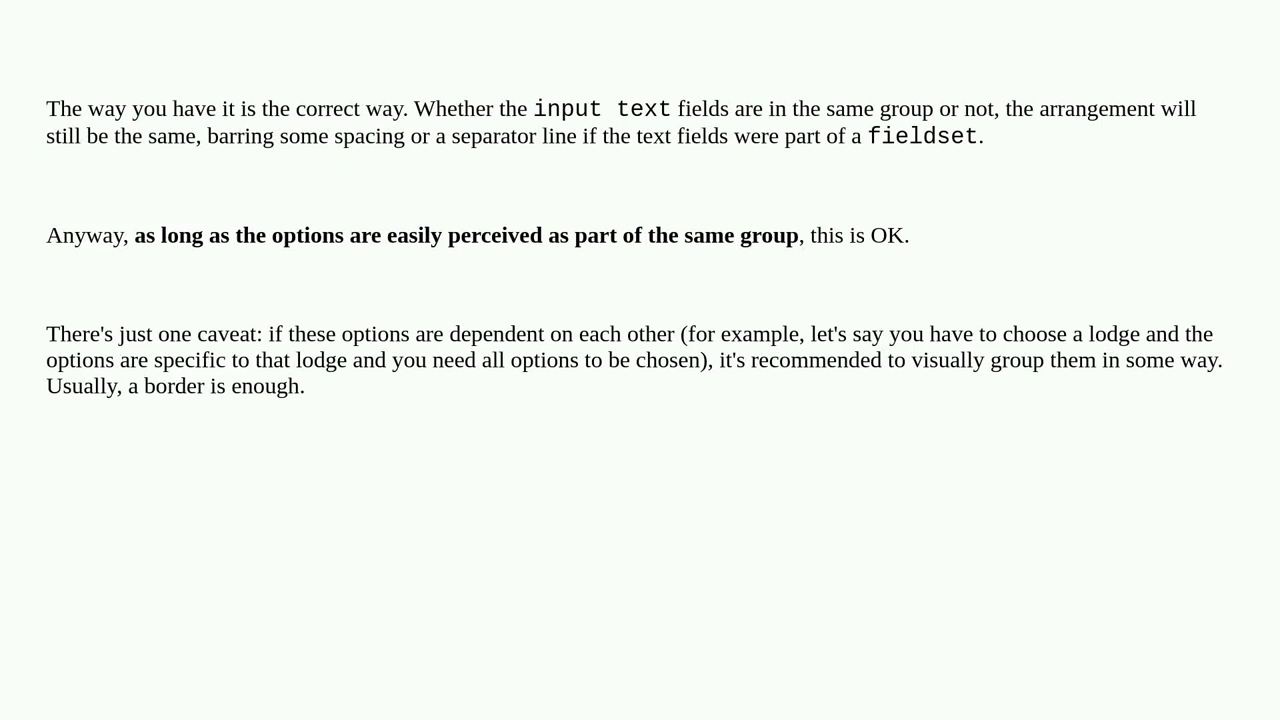 The way you have it is the correct way. Whether the input text fields are in the same group or not, the arrangement will
still be the same, barring some spacing or a separator line if the text fields were part of a fieldset.
Anyway, as long as the options are easily perceived as part of the same group, this is OK.
There's just one caveat: if these options are dependent on each other (for example, let's say you have to choose a lodge and the
options are specific to that lodge and you need all options to be chosen), it's recommended to visually group them in some way.
Usually, a border is enough.